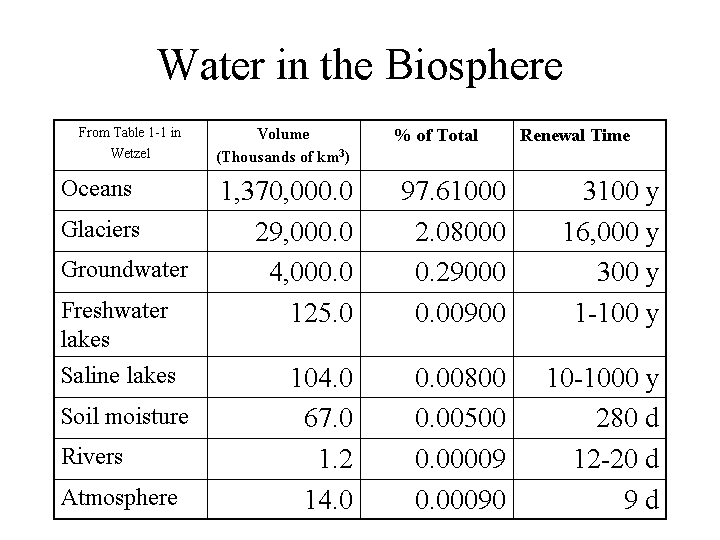 Water in the Biosphere
From Table 1-1 in
Wetzel
Volume
(Thousands of km3)
% of Total
Renewal Time
Oceans 1,370,000.0 97.61000 3100 y
Glaciers 29,000.0 2.08000 16,000 y
Groundwater 4,000.0 0.29000 300 y
Freshwater
lakes 125.0 0.00900 1-100 y
Saline lakes 104.0 0.00800 10-1000 y
Soil moisture 67.0 0.00500 280 d
Rivers 1.2 0.00009 12-20 d
Atmosphere 14.0 0.00090 9 d